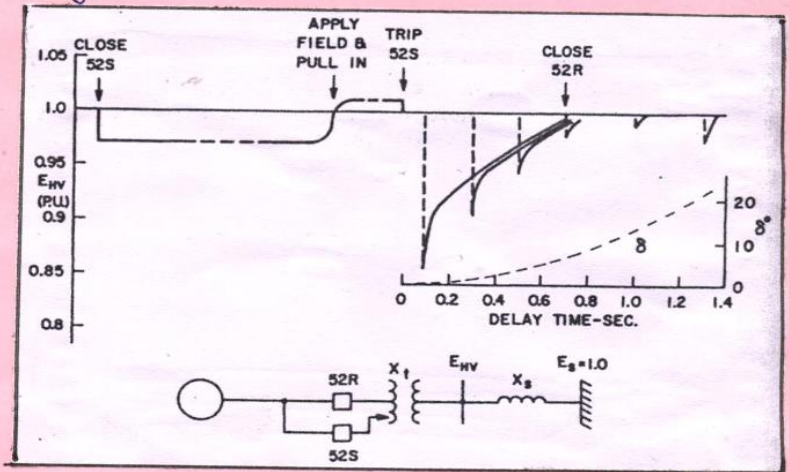 CLOSE
52S
APPLY
FIELD &
PULL IN
TRIP
52S
CLOSE
52R
1.05
1.0
0.95
E_HV
(P.U.)
0.9
0.85
0.8
20
10
0
δ°
δ
0 0.2 0.4 0.6 0.8 1.0 1.2 1.4
DELAY TIME-SEC.
52R
X_t
E_HV
X_s
E_s=1.0
52S